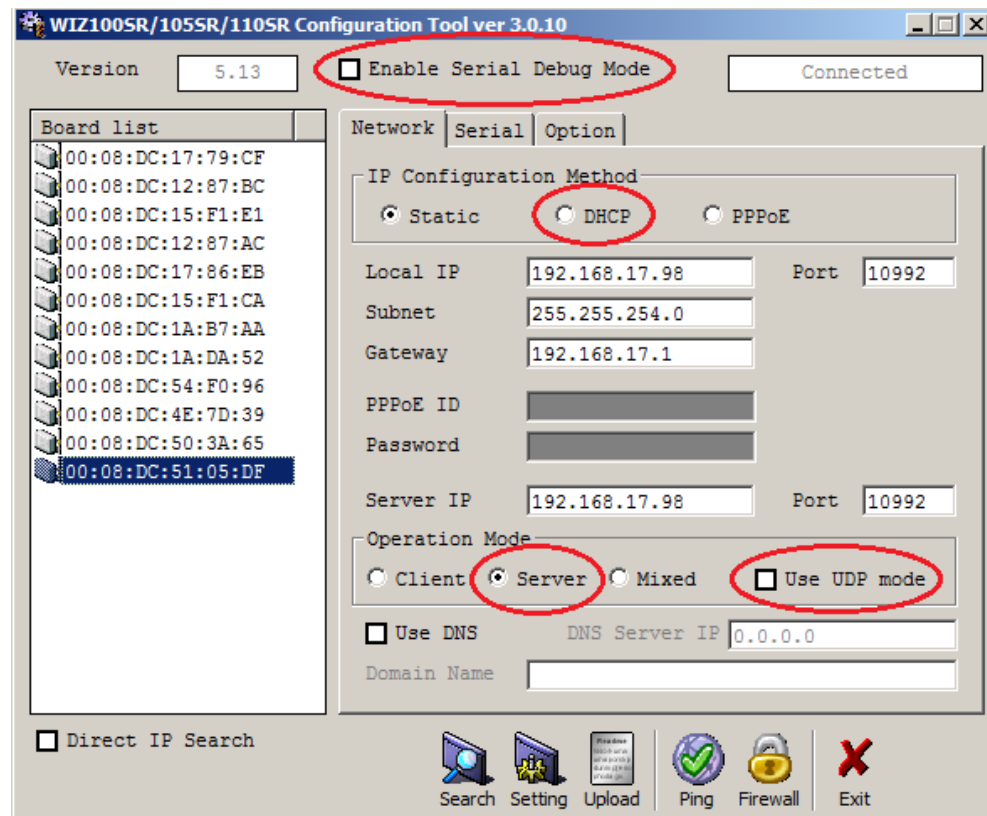 WIZ100SR/105SR/110SR Configuration Tool ver 3.0.10
Version 5.13 Enable Serial Debug Mode Connected
Board list
00:08:DC:17:79:CF
00:08:DC:12:87:BC
00:08:DC:15:F1:E1
00:08:DC:12:87:AC
00:08:DC:17:86:EB
00:08:DC:15:F1:CA
00:08:DC:1A:B7:AA
00:08:DC:1A:DA:52
00:08:DC:54:F0:96
00:08:DC:4E:7D:39
00:08:DC:50:3A:65
00:08:DC:51:05:DF
Network Serial Option
IP Configuration Method
Static DHCP PPPoE
Local IP 192.168.17.98 Port 10992
Subnet 255.255.254.0
Gateway 192.168.17.1
PPPoE ID
Password
Server IP 192.168.17.98 Port 10992
Operation Mode
Client Server Mixed Use UDP mode
Use DNS DNS Server IP 0.0.0.0
Domain Name
Direct IP Search
Readme
Search Setting Upload Ping Firewall Exit